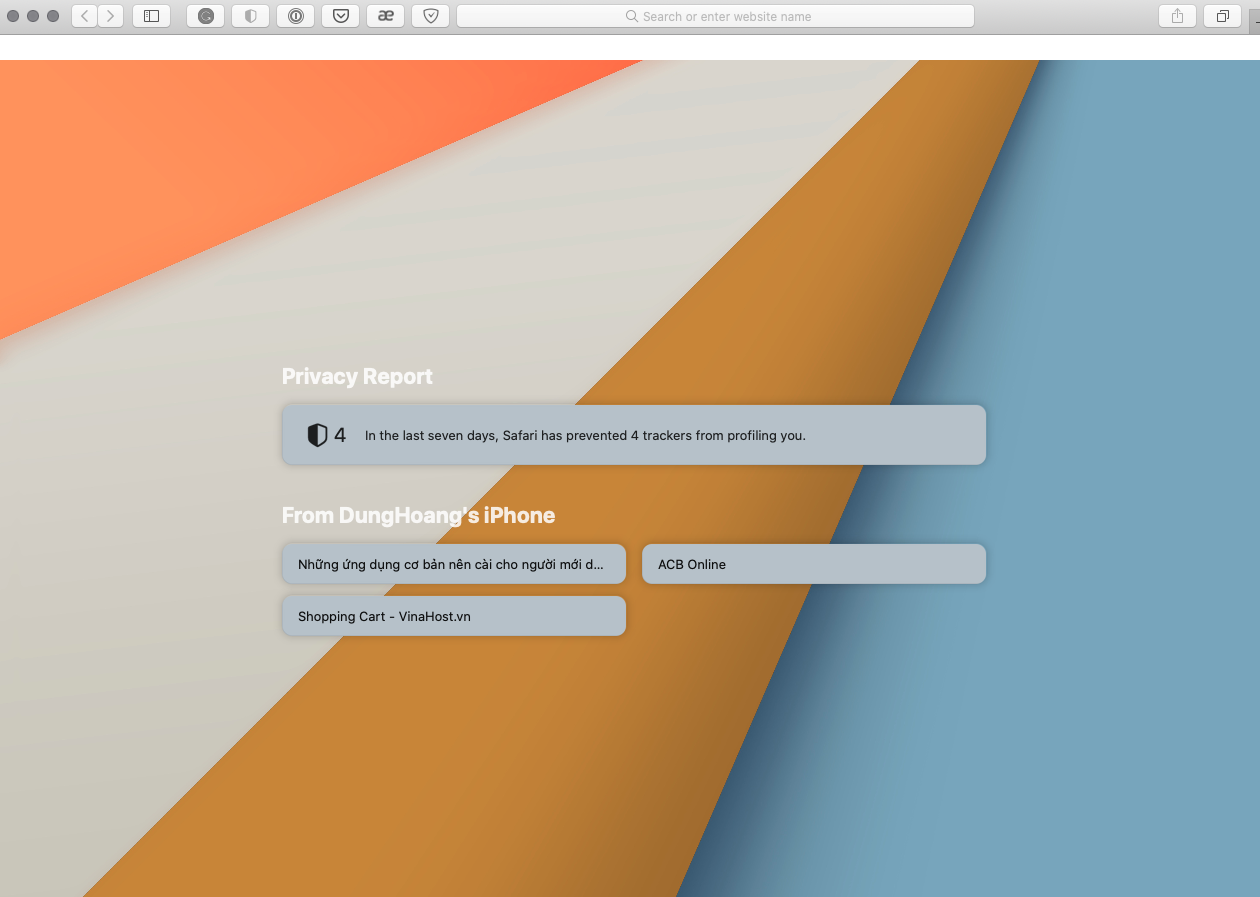 æ
Search or enter website name
Privacy Report
4
In the last seven days, Safari has prevented 4 trackers from profiling you.
From DungHoang's iPhone
Những ứng dụng cơ bản nên cài cho người mới d...
ACB Online
Shopping Cart - VinaHost.vn